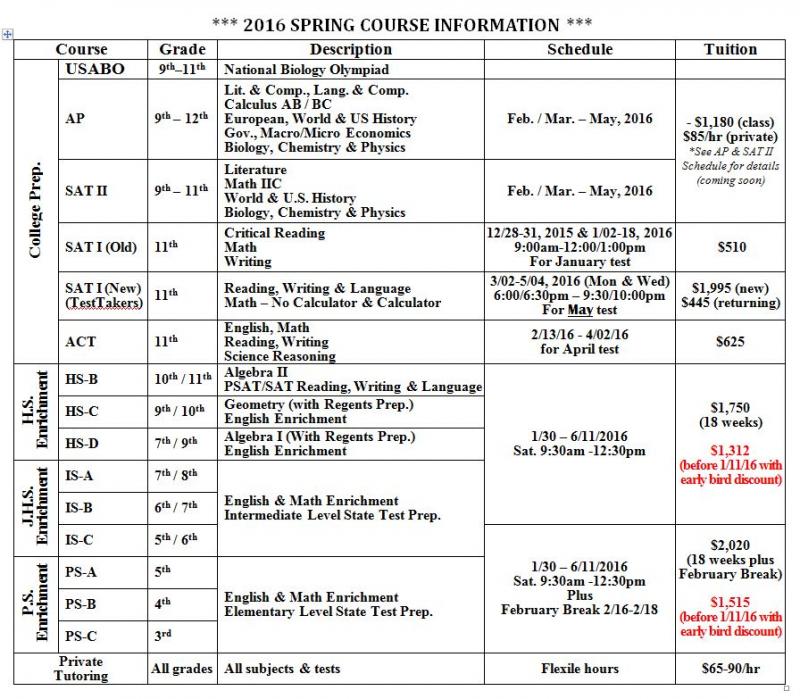 *** 2016 SPRING COURSE INFORMATION ***
Course Grade Description Schedule Tuition
College Prep.
USABO 9th–11th National Biology Olympiad
AP 9th – 12th
Lit. & Comp., Lang. & Comp.
Calculus AB / BC
European, World & US History
Gov., Macro/Micro Economics
Biology, Chemistry & Physics
Feb. / Mar. – May, 2016
- $1,180 (class)
$85/hr (private)
*See AP & SAT II
Schedule for details
(coming soon)
SAT II 9th – 11th
Literature
Math IIC
World & U.S. History
Biology, Chemistry & Physics
Feb. / Mar. – May, 2016
SAT I (Old) 11th
Critical Reading
Math
Writing
12/28-31, 2015 & 1/02-18, 2016
9:00am-12:00/1:00pm
For January test
$510
SAT I (New)
(TestTakers)
11th
Reading, Writing & Language
Math – No Calculator & Calculator
3/02-5/04, 2016 (Mon & Wed)
6:00/6:30pm – 9:30/10:00pm
For May test
$1,995 (new)
$445 (returning)
ACT 11th
English, Math
Reading, Writing
Science Reasoning
2/13/16 - 4/02/16
for April test
$625
H.S.
Enrichment
HS-B 10th / 11th
Algebra II
PSAT/SAT Reading, Writing & Language
HS-C 9th / 10th
Geometry (with Regents Prep.)
English Enrichment
HS-D 7th / 9th
Algebra I (With Regents Prep.)
English Enrichment
1/30 – 6/11/2016
Sat. 9:30am -12:30pm
$1,750
(18 weeks)
$1,312
(before 1/11/16 with
early bird discount)
J.H.S.
Enrichment
IS-A 7th / 8th
IS-B 6th / 7th
IS-C 5th / 6th
English & Math Enrichment
Intermediate Level State Test Prep.
P.S.
Enrichment
PS-A 5th
PS-B 4th
PS-C 3rd
English & Math Enrichment
Elementary Level State Test Prep.
1/30 – 6/11/2016
Sat. 9:30am -12:30pm
Plus
February Break 2/16-2/18
$2,020
(18 weeks plus
February Break)
$1,515
(before 1/11/16 with
early bird discount)
Private
Tutoring
All grades All subjects & tests Flexile hours $65-90/hr